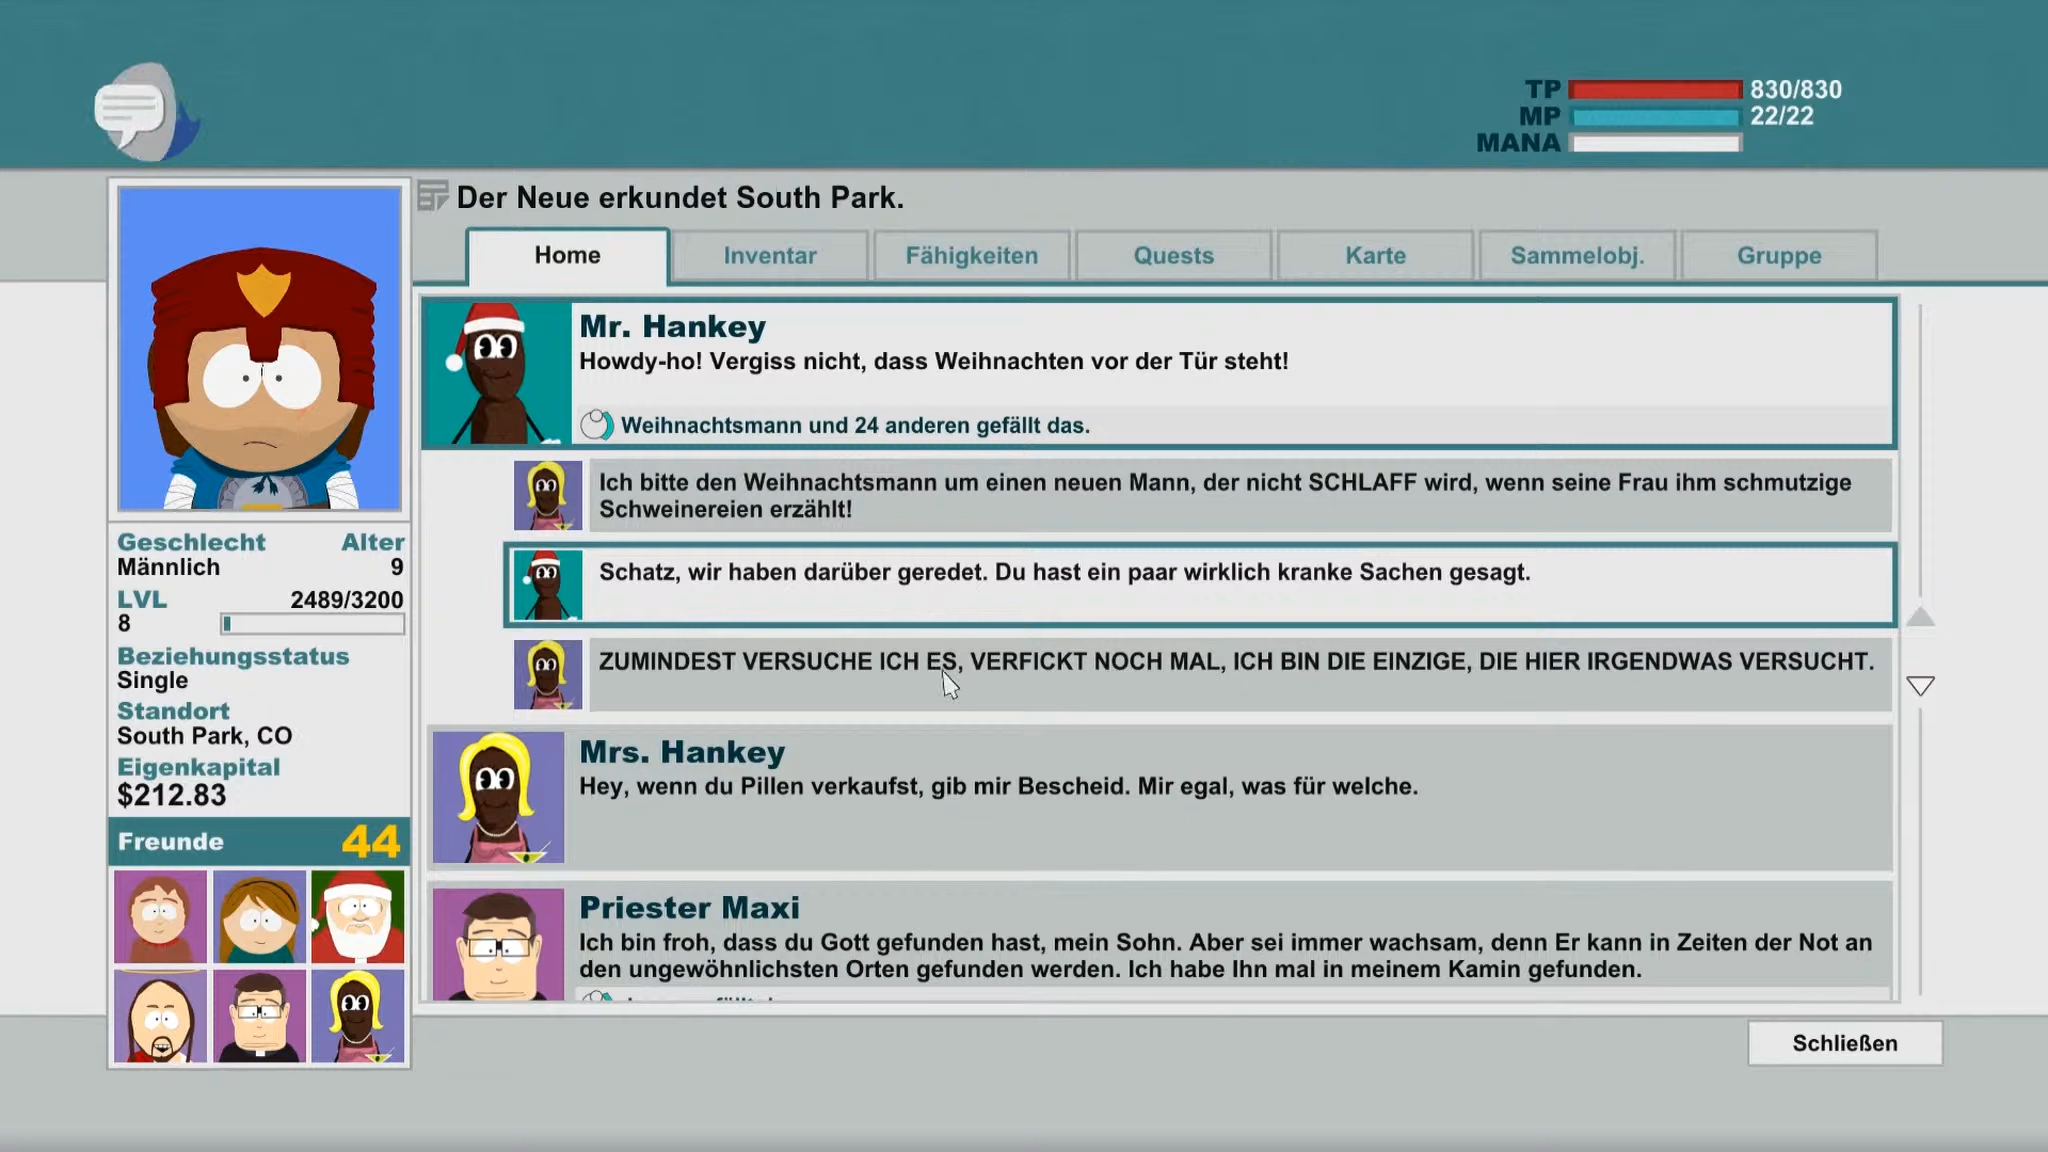 TP 830/830
MP 22/22
MANA
Der Neue erkundet South Park.
Home Inventar Fähigkeiten Quests Karte Sammelobj. Gruppe
Geschlecht Alter
Männlich 9
LVL 2489/3200
8
Beziehungsstatus
Single
Standort
South Park, CO
Eigenkapital
$212.83
Freunde 44
Mr. Hankey
Howdy-ho! Vergiss nicht, dass Weihnachten vor der Tür steht!
Weihnachtsmann und 24 anderen gefällt das.
Ich bitte den Weihnachtsmann um einen neuen Mann, der nicht SCHLAFF wird, wenn seine Frau ihm schmutzige
Schweinereien erzählt!
Schatz, wir haben darüber geredet. Du hast ein paar wirklich kranke Sachen gesagt.
ZUMINDEST VERSUCHE ICH ES, VERFICKT NOCH MAL, ICH BIN DIE EINZIGE, DIE HIER IRGENDWAS VERSUCHT.
Mrs. Hankey
Hey, wenn du Pillen verkaufst, gib mir Bescheid. Mir egal, was für welche.
Priester Maxi
Ich bin froh, dass du Gott gefunden hast, mein Sohn. Aber sei immer wachsam, denn Er kann in Zeiten der Not an
den ungewöhnlichsten Orten gefunden werden. Ich habe Ihn mal in meinem Kamin gefunden.
Schließen